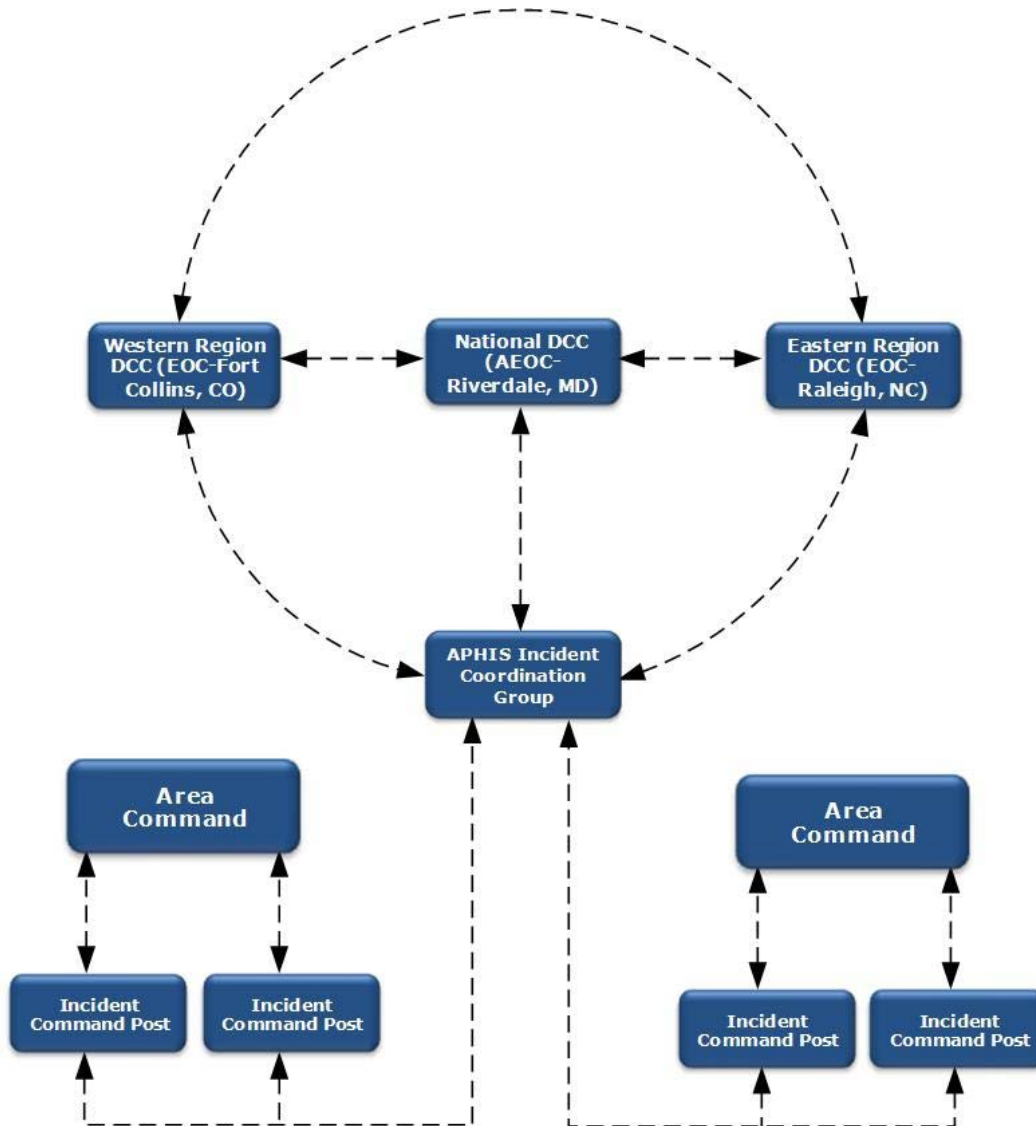 Western Region
DCC (EOC-Fort
Collins, CO)
National DCC
(AEOC-
Riverdale, MD)
Eastern Region
DCC (EOC-
Raleigh, NC)
APHIS Incident
Coordination
Group
Area
Command
Area
Command
Incident
Command Post
Incident
Command Post
Incident
Command Post
Incident
Command Post